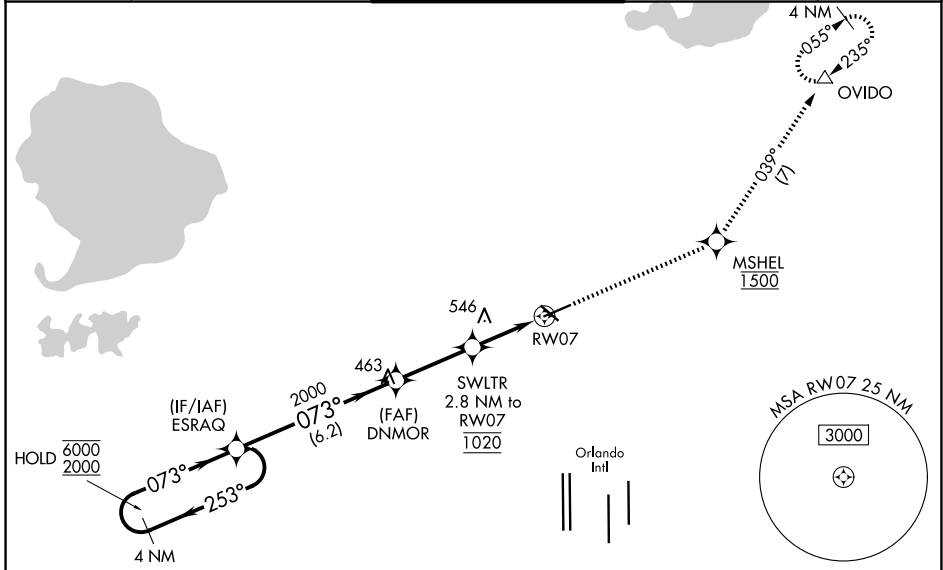 4 NM
055°
235°
OVIDO
039°
(7)
MSHEL
1500
546
RW07
463
SWLTR
2.8 NM to
RW07
1020
(FAF)
DNMOR
2000
073°
(6.2)
(IF/IAF)
ESRAQ
HOLD 6000
2000
073°
253°
4 NM
Orlando
Intl
MSA RW07 25 NM
3000